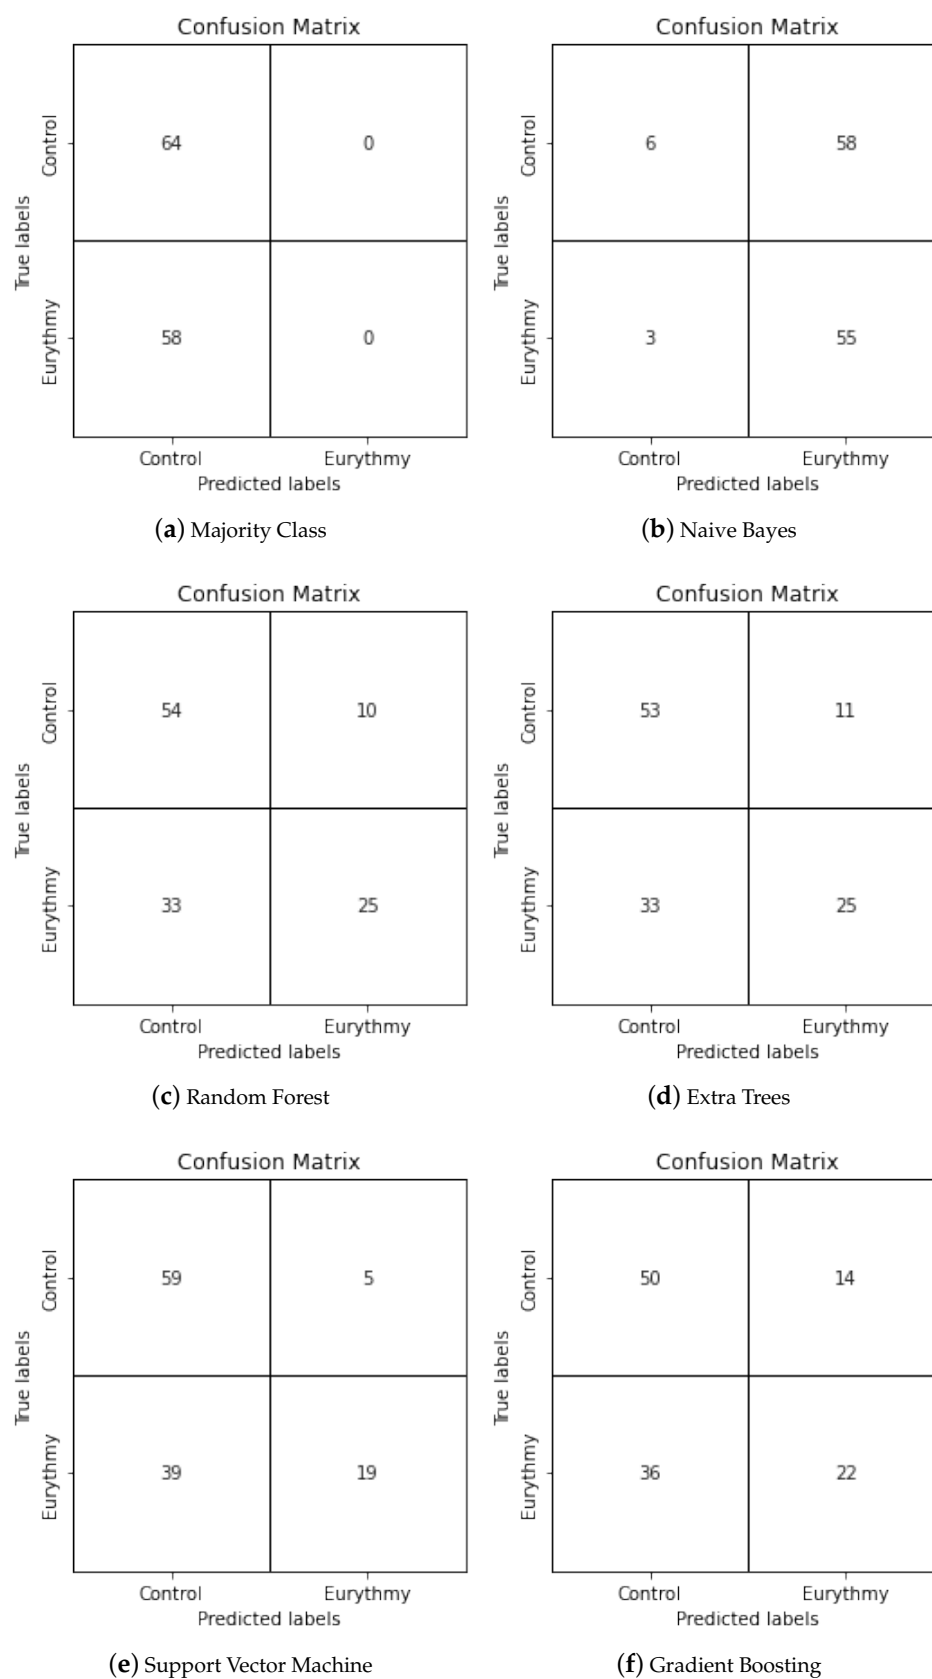 Confusion Matrix
Control
64
0
True labels
Eurythmy
58
0
Control Eurythmy
Predicted labels
(a) Majority Class
Confusion Matrix
Control
6
58
True labels
Eurythmy
3
55
Control Eurythmy
Predicted labels
(b) Naive Bayes
Confusion Matrix
Control
54
10
True labels
Eurythmy
33
25
Control Eurythmy
Predicted labels
(c) Random Forest
Confusion Matrix
Control
53
11
True labels
Eurythmy
33
25
Control Eurythmy
Predicted labels
(d) Extra Trees
Confusion Matrix
Control
59
5
True labels
Eurythmy
39
19
Control Eurythmy
Predicted labels
(e) Support Vector Machine
Confusion Matrix
Control
50
14
True labels
Eurythmy
36
22
Control Eurythmy
Predicted labels
(f) Gradient Boosting